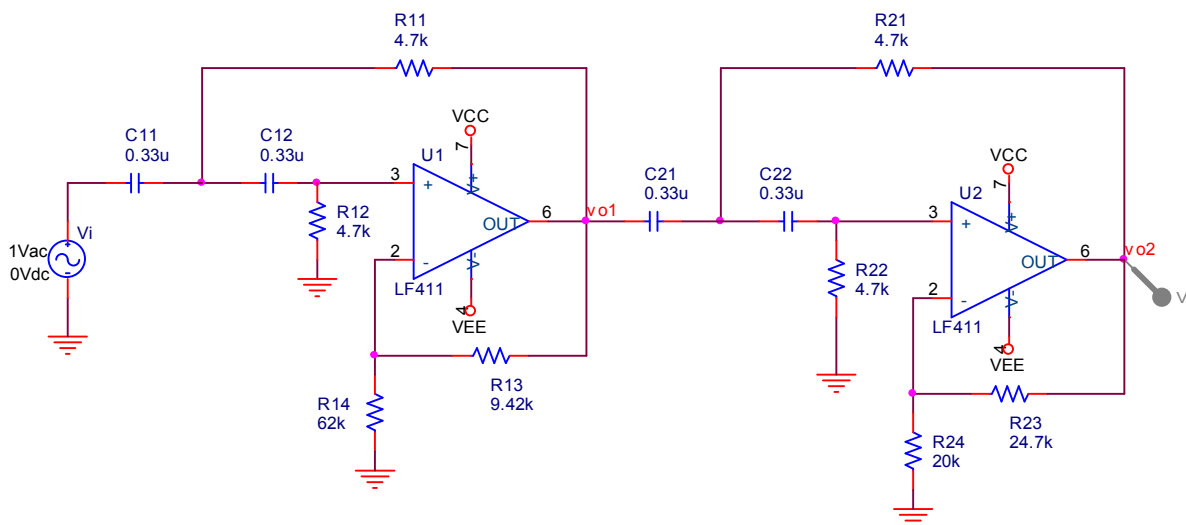 R11
4.7k
R21
4.7k
VCC
7
C11
0.33u
C12
0.33u
U1
3
+
V+
R12
4.7k
OUT
6
vo1
2
-
V-
LF411
4
VEE
Vi
1Vac
0Vdc
R13
9.42k
R14
62k
C21
0.33u
C22
0.33u
VCC
7
U2
3
+
V+
R22
4.7k
OUT
6
vo2
V
2
-
V-
LF411
4
VEE
R23
24.7k
R24
20k